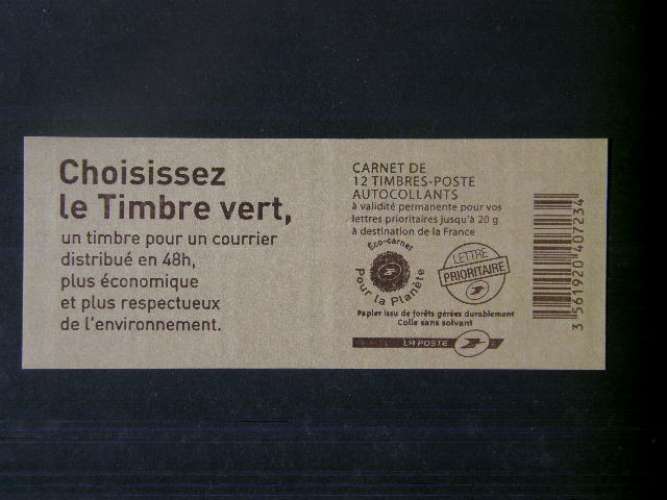 Choisissez
le Timbre vert,
un timbre pour un courrier
distribué en 48h,
plus économique
et plus respectueux
de l'environnement.
CARNET DE
12 TIMBRES-POSTE
AUTOCOLLANTS
à validité permanente pour vos
lettres prioritaires jusqu'à 20 g
à destination de la France
Eco-carnet
Pour la Planète
LETTRE
PRIORITAIRE
Papier issu de forêts gérées durablement
Colle sans solvant
LA POSTE
3 561920 407234